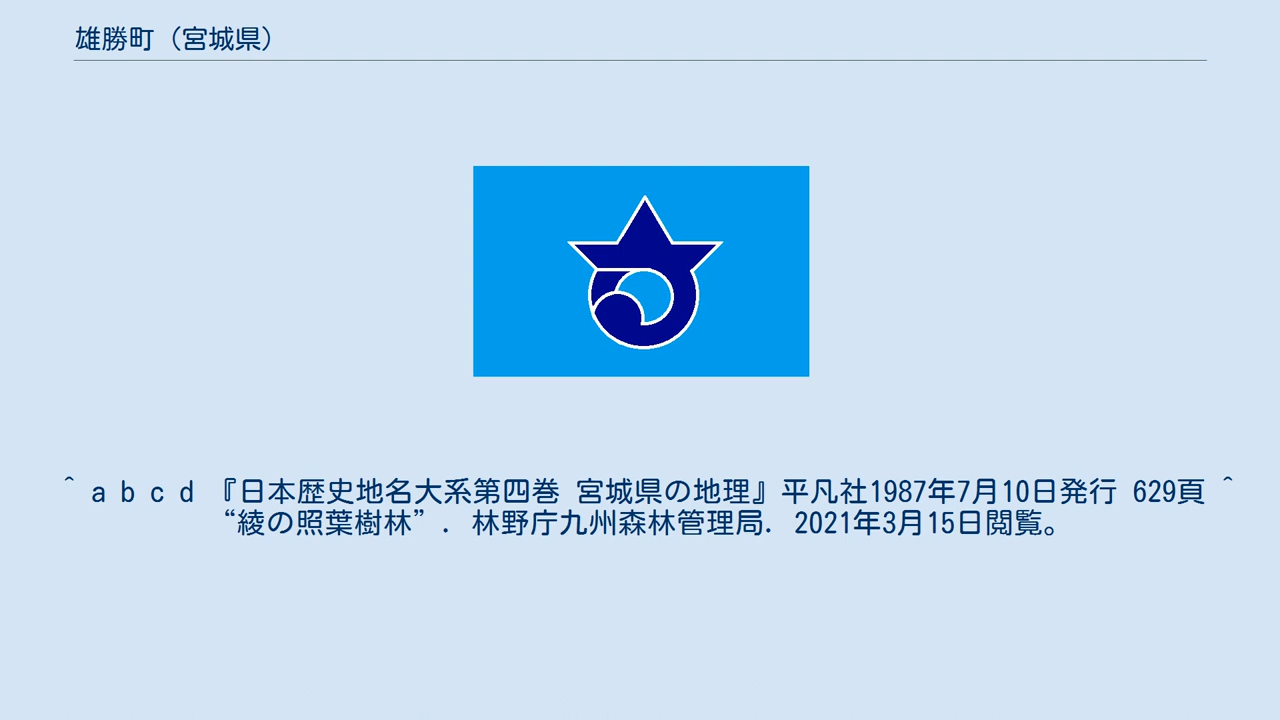 雄勝町（宮城県）
^ a b c d 『日本歴史地名大系第四巻 宮城県の地理』平凡社1987年7月10日発行 629頁 ^
“綾の照葉樹林”. 林野庁九州森林管理局. 2021年3月15日閲覧。